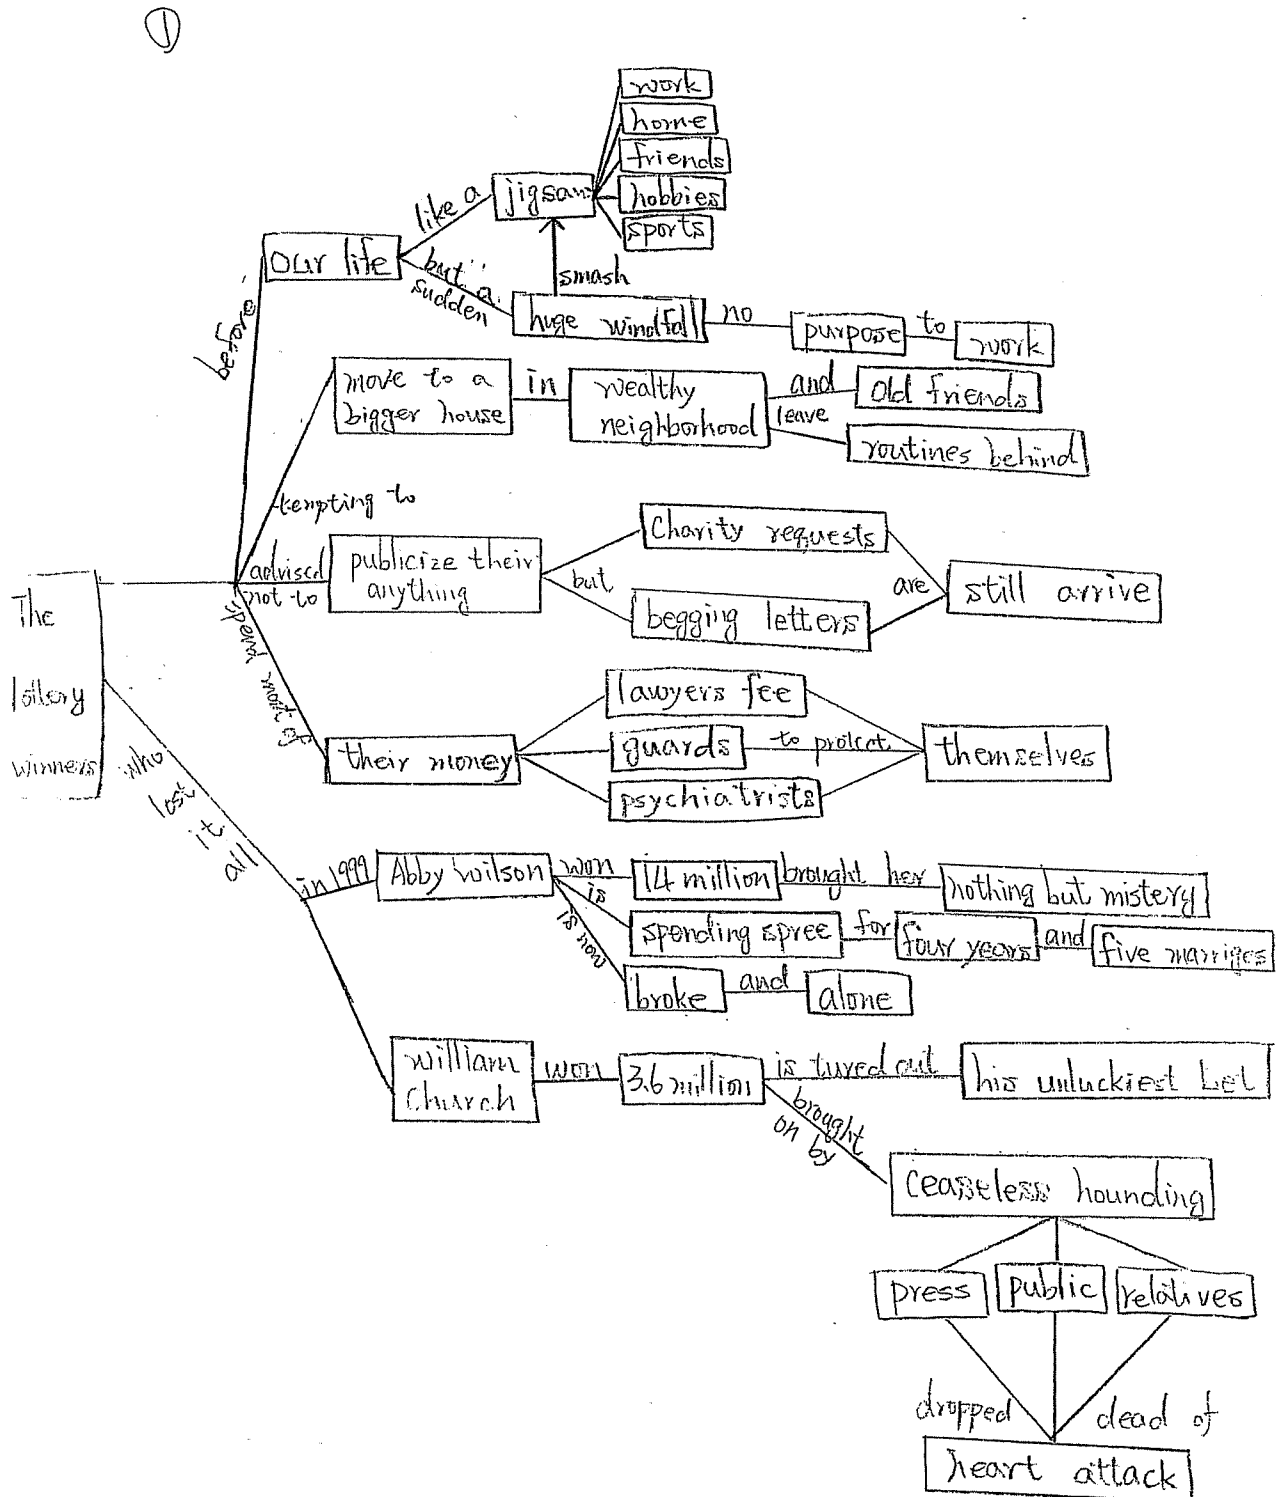 1
work
home
friends
hobbies
sports
like a
jigsaw
our life
but a
sudden
smash
huge windfall
no
purpose
to
work
before
move to a
bigger house
in
wealthy
neighborhood
and
leave
old friends
routines behind
tempting to
advised
not to
publicize their
anything
but
Charity requests
begging letters
are
still arrive
The
lottery
winners
spend most of
their money
lawyers fee
guards
psychiatrists
to protect
themselves
who
lost
it
all
in 1999
Abby Wilson
won
14 million
brought her
nothing but mistery
is
spending spree
for
four years
and
five marriges
is now
broke
and
alone
William
Church
won
3.6 million
is tured out
his unluckiest bet
brought
on by
ceaseless hounding
press
public
relatives
dropped
dead of
heart attack